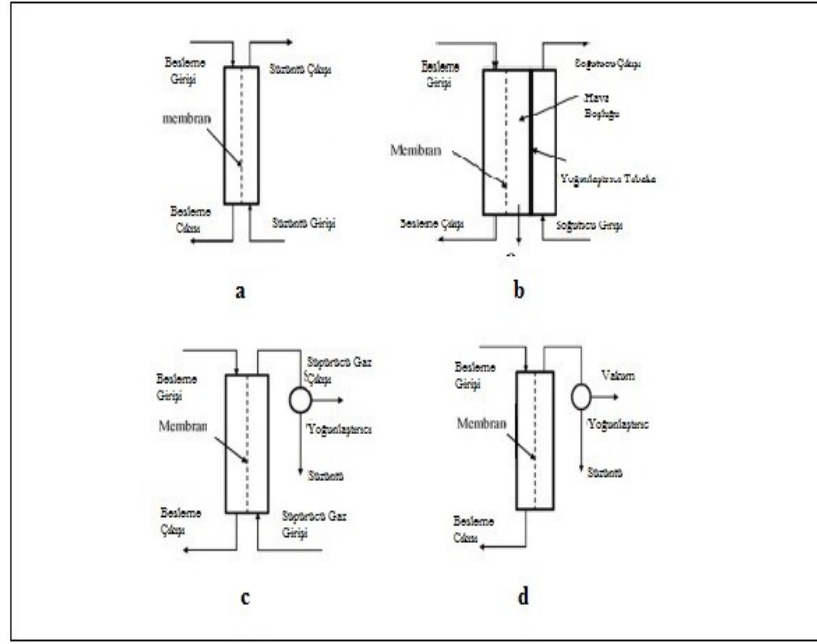 Besleme
Girişi
Süzüntü Çıkışı
membran
Besleme
Çıkışı
Süzüntü Girişi
a
Besleme
Girişi
Soğutucu Çıkışı
Hava
Boşluğu
Membran
Yoğunlaştırıcı Tabaka
Besleme Çıkışı
Soğutucu Girişi
b
Besleme
Girişi
Süpürücü Gaz
Çıkışı
Membran
Yoğunlaştırıcı
Süzüntü
Besleme
Çıkışı
Süpürücü Gaz
Girişi
c
Besleme
Girişi
Vakum
Membran
Yoğunlaştırıc
Süzüntü
Besleme
Çıkışı
d